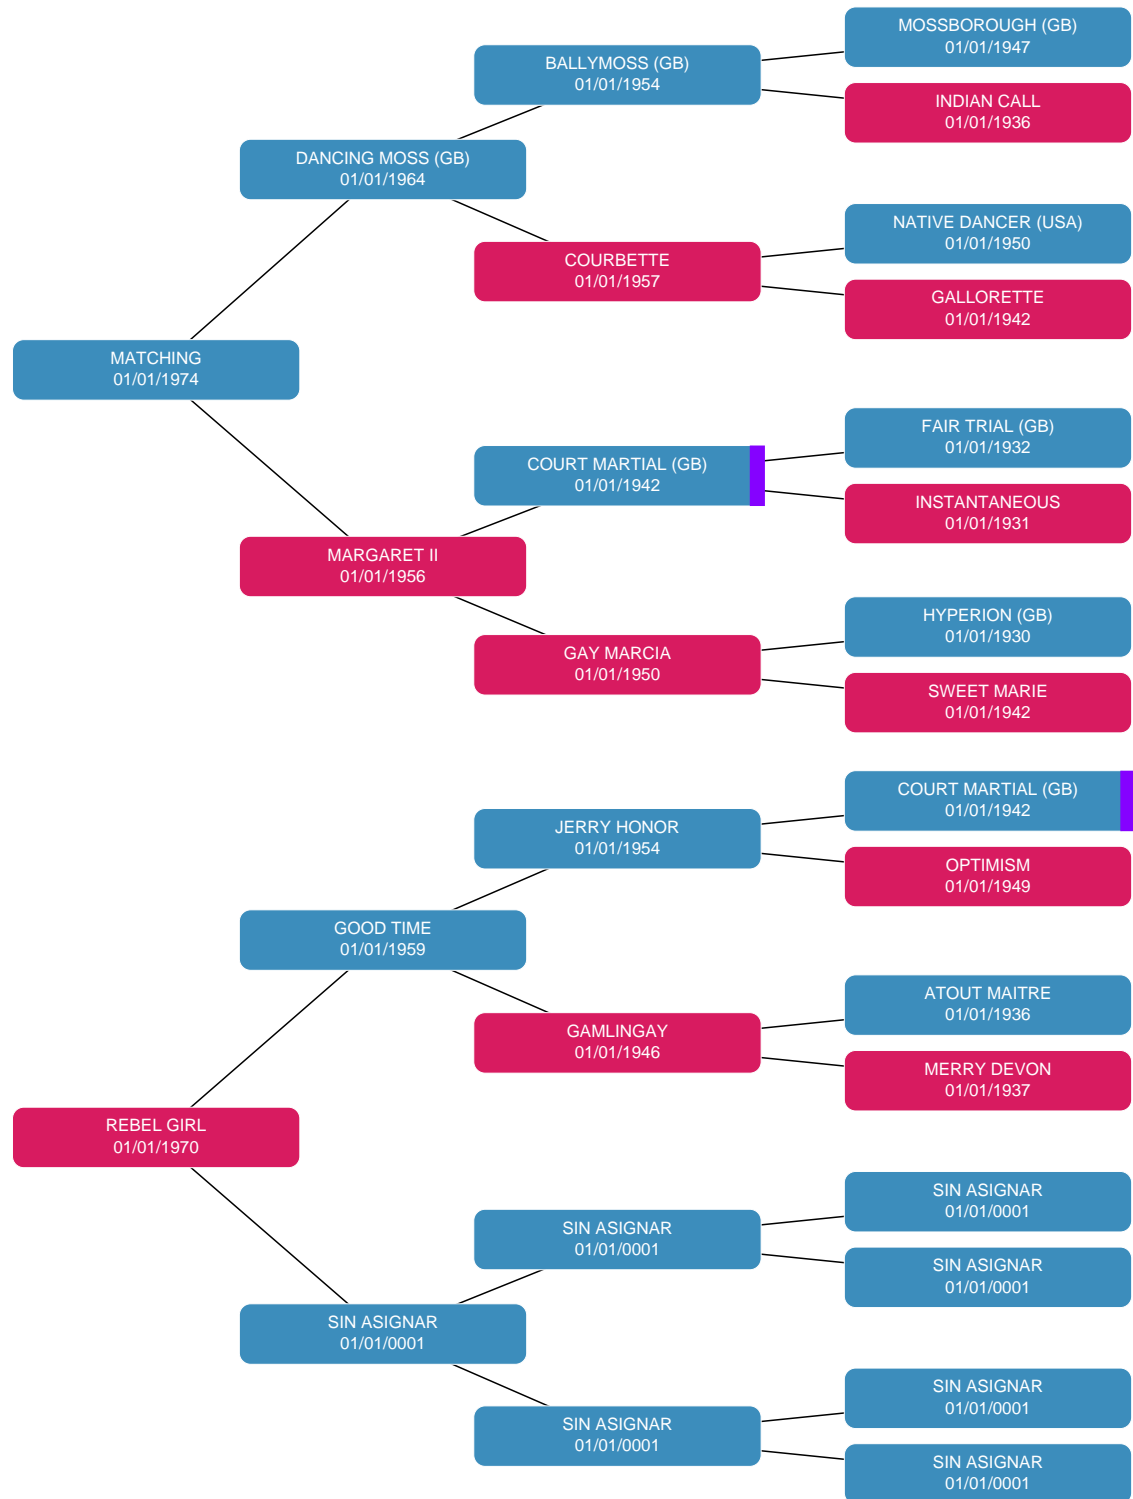 MOSSBOROUGH (GB)
01/01/1947
BALLYMOSS (GB)
01/01/1954
INDIAN CALL
01/01/1936
DANCING MOSS (GB)
01/01/1964
NATIVE DANCER (USA)
01/01/1950
COURBETTE
01/01/1957
GALLORETTE
01/01/1942
MATCHING
01/01/1974
FAIR TRIAL (GB)
01/01/1932
COURT MARTIAL (GB)
01/01/1942
INSTANTANEOUS
01/01/1931
MARGARET II
01/01/1956
HYPERION (GB)
01/01/1930
GAY MARCIA
01/01/1950
SWEET MARIE
01/01/1942
COURT MARTIAL (GB)
01/01/1942
JERRY HONOR
01/01/1954
OPTIMISM
01/01/1949
GOOD TIME
01/01/1959
ATOUT MAITRE
01/01/1936
GAMLINGAY
01/01/1946
MERRY DEVON
01/01/1937
REBEL GIRL
01/01/1970
SIN ASIGNAR
01/01/0001
SIN ASIGNAR
01/01/0001
SIN ASIGNAR
01/01/0001
SIN ASIGNAR
01/01/0001
SIN ASIGNAR
01/01/0001
SIN ASIGNAR
01/01/0001
SIN ASIGNAR
01/01/0001